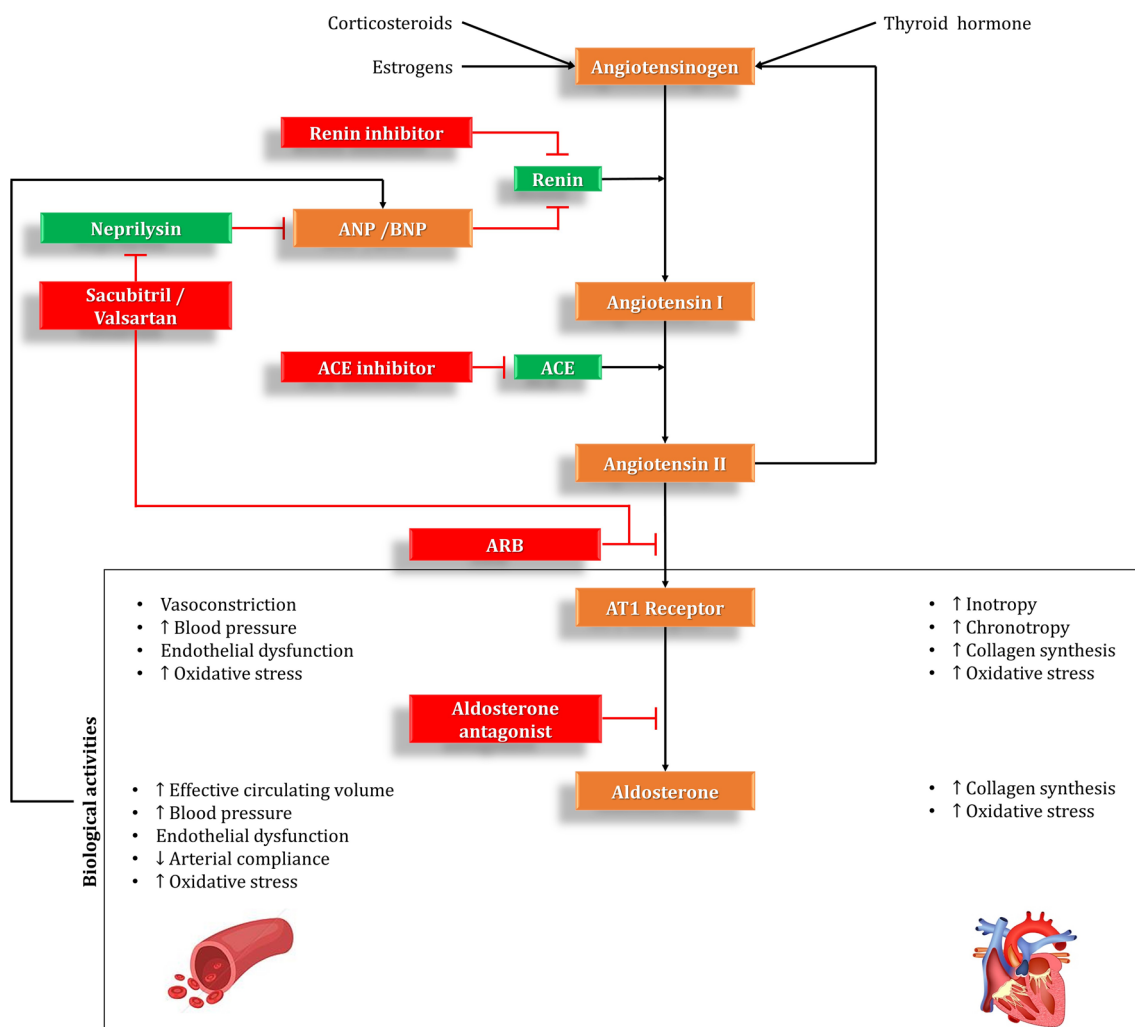 Corticosteroids
Thyroid hormone
Estrogens
Angiotensinogen
Renin inhibitor
Renin
Neprilysin
ANP /BNP
Sacubitril /
Valsartan
Angiotensin I
ACE inhibitor
ACE
Angiotensin II
ARB
AT1 Receptor
• Vasoconstriction
• ↑ Blood pressure
• Endothelial dysfunction
• ↑ Oxidative stress
• ↑ Inotropy
• ↑ Chronotropy
• ↑ Collagen synthesis
• ↑ Oxidative stress
Aldosterone
antagonist
Biological activities
Aldosterone
• ↑ Effective circulating volume
• ↑ Blood pressure
• Endothelial dysfunction
• ↓ Arterial compliance
• ↑ Oxidative stress
• ↑ Collagen synthesis
• ↑ Oxidative stress